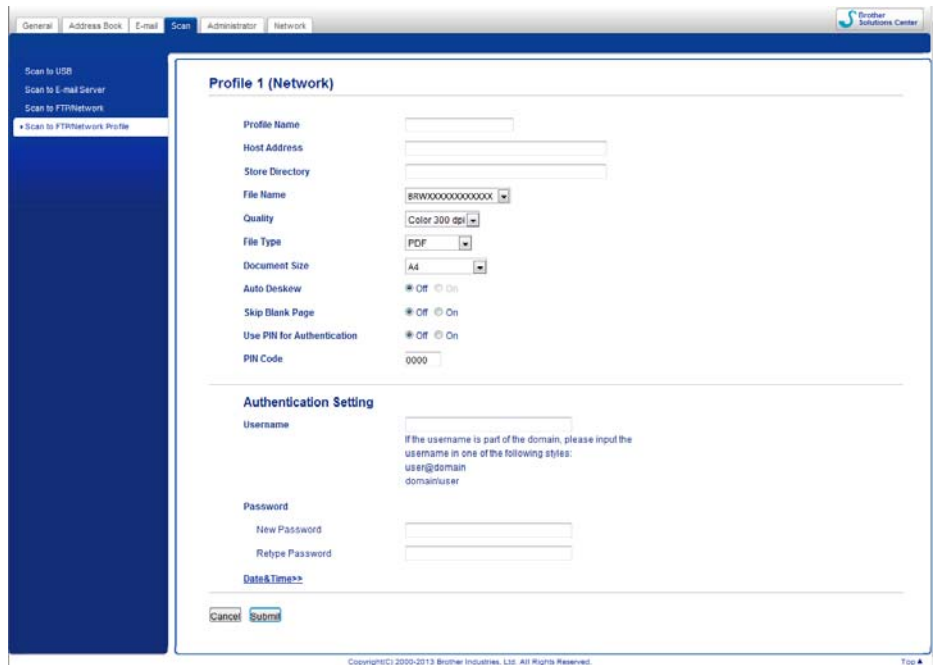 General Address Book E-mail Scan Administrator Network
Brother Solutions Center
Scan to USB
Scan to E-mail Server
Scan to FTP/Network
Scan to FTP/Network Profile
Profile 1 (Network)
Profile Name
Host Address
Store Directory
File Name BRWXXXXXXXXXXXX
Quality Color 300 dpi
File Type PDF
Document Size A4
Auto Deskew Off On
Skip Blank Page Off On
Use PIN for Authentication Off On
PIN Code 0000
Authentication Setting
Username
If the username is part of the domain, please input the
username in one of the following styles:
user@domain
domain\user
Password
New Password
Retype Password
Date&Time>>
Cancel Submit
Copyright(C) 2000-2013 Brother Industries, Ltd. All Rights Reserved.
Top▲